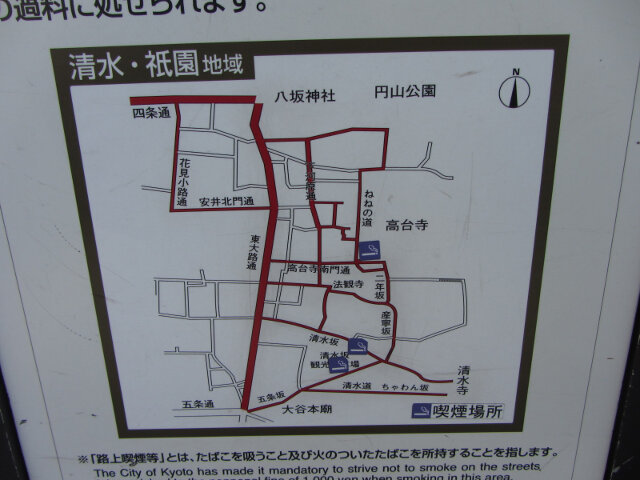 の過料に処せられます。
清水・祇園地域
N
八坂神社
円山公園
四条通
花見小路通
安井北門通
東大路通
ねねの道
高台寺
高台寺南門通
法観寺
二年坂
産寧坂
清水坂
清水坂
観光 場
清水道
ちゃわん坂
清水寺
五条坂
五条通
大谷本廟
喫煙場所
※「路上喫煙等」とは、たばこを吸うこと及び火のついたたばこを所持することを指します。
The City of Kyoto has made it mandatory to strive not to smoke on the streets,
fine of 1,000 yen when smoking in this area.